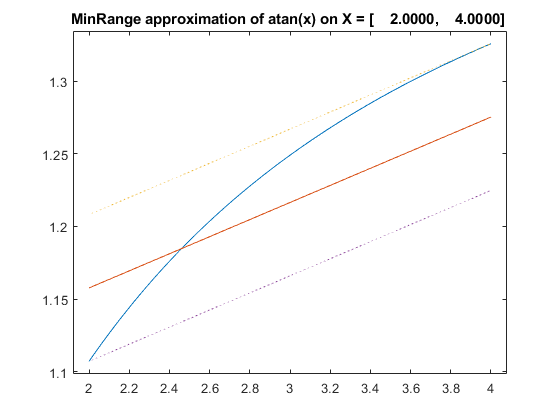 MinRange approximation of atan(x) on X = [    2.0000,    4.0000]
1.3
1.25
1.2
1.15
1.1
2 2.2 2.4 2.6 2.8 3 3.2 3.4 3.6 3.8 4